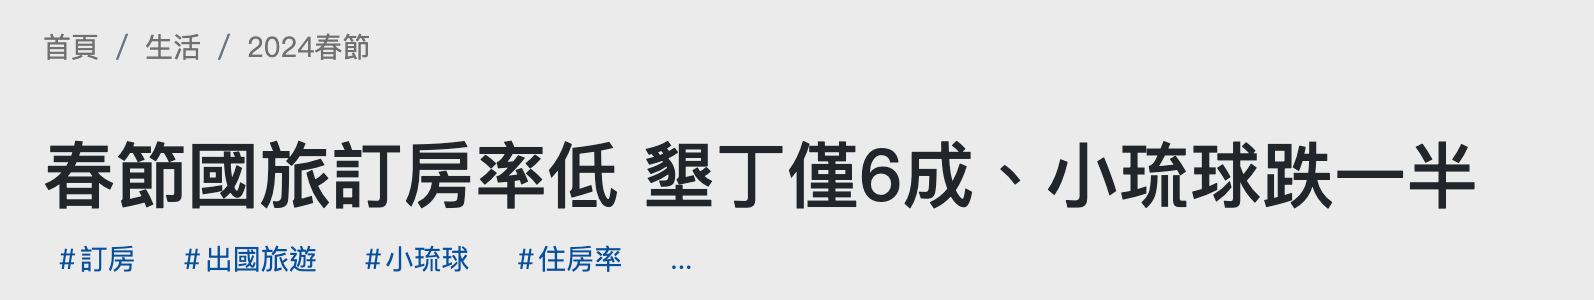 首頁 / 生活 / 2024春節
春節國旅訂房率低 墾丁僅6成、小琉球跌一半
#訂房 #出國旅遊 #小琉球 #住房率 ...